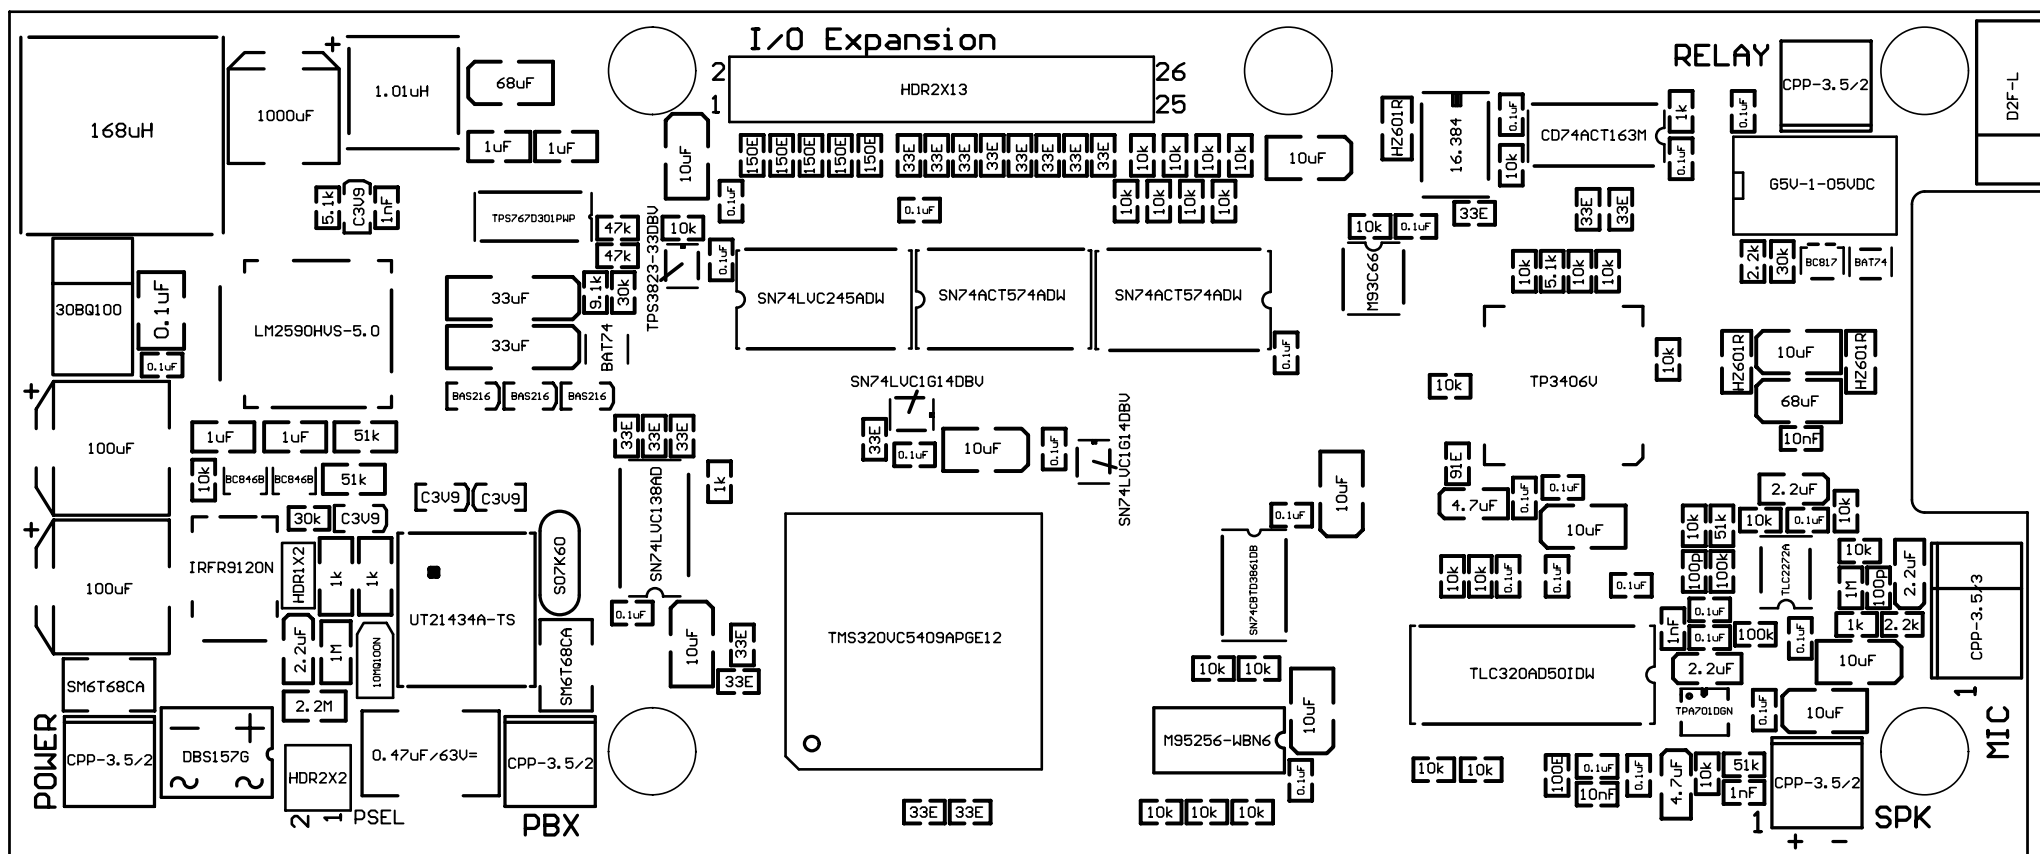 I/O Expansion
RELAY
2
26
1
25
HDR2X13
CPP-3.5/2
D2F-L
168uH
+
1000uF
1.01uH
68uF
1uF
1uF
10uF
150E
150E
150E
150E
150E
33E
33E
33E
33E
33E
33E
33E
33E
10k
10k
10k
10k
10uF
HZ601R
16.384
0.1uF
10k
CD74ACT163M
1k
0.1uF
0.1uF
G5V-1-05VDC
5.1k
C3V9
1nF
TPS767D301PWP
47k
47k
10k
0.1uF
0.1uF
10k
10k
10k
10k
33E
33E
33E
10k
0.1uF
TPS3823-33DBV
0.1uF
M93C66
2.2k
30k
BC817
BAT74
30BQ100
0.1uF
0.1uF
LM2590HVS-5.0
33uF
33uF
9.1k
30k
BAT74
SN74LVC245ADW
SN74ACT574ADW
SN74ACT574ADW
0.1uF
10k
5.1k
10k
10k
TP3406V
10k
10k
HZ601R
10uF
HZ601R
68uF
10nF
BAS216
BAS216
BAS216
SN74LVC1G14DBV
+
100uF
1uF
1uF
51k
10k
BC846B
BC846B
51k
33E
33E
33E
33E
0.1uF
10uF
0.1uF
SN74LVC1G14DBV
1k
SN74LVC138AD
C3V9
C3V9
30k
C3V9
91E
4.7uF
0.1uF
0.1uF
10uF
10uF
0.1uF
2.2uF
10k
10k
51k
10k
0.1uF
+
100uF
IRFR9120N
HDR1X2
1k
1k
UT21434A-TS
S07K60
SM6T68CA
0.1uF
10uF
33E
33E
TMS320VC5409APGE12
SN74CBTD3861DB
10k
10k
0.1uF
0.1uF
0.1uF
100p
100k
TLC2272A
10k
1M
100p
2.2uF
1k
2.2k
CPP-3.5/3
1
MIC
2.2uF
1M
10MQ100N
2.2M
SM6T68CA
10k
10k
TLC320AD50IDW
1nF
0.1uF
0.1uF
100k
0.1uF
2.2uF
10uF
TPA701DGN
0.1uF
10uF
POWER
CPP-3.5/2
- +
~ ~
DBS157G
HDR2X2
2
1
PSEL
0.47uF/63V=
CPP-3.5/2
PBX
M95256-WBN6
10uF
0.1uF
10k
10k
100E
0.1uF
10nF
0.1uF
4.7uF
10k
51k
1nF
CPP-3.5/2
1
+ -
SPK
33E
33E
10k
10k
10k